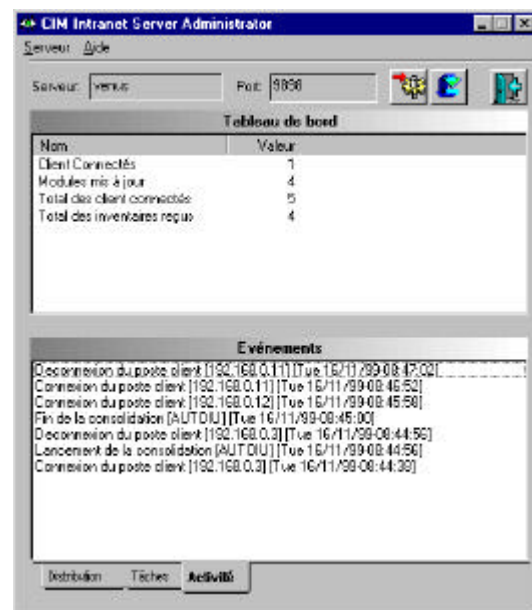 CIM Intranet Server Administrator
Serveur Aide
Serveur: venus Port: 9898
Tableau de bord
Nom Valeur
Client Connectés 1
Modules mis à jour 4
Total des client connectés 5
Total des inventaires reçus 4
Evénements
Deconnexion du poste client [192.168.0.11] [Tue 16/11/99-08:47:02]
Connexion du poste client [192.168.0.11] [Tue 16/11/99-08:46:52]
Connexion du poste client [192.168.0.12] [Tue 16/11/99-08:45:58]
Fin de la consolidation [AUTDIU] [Tue 16/11/99-08:45:00]
Deconnexion du poste client [192.168.0.3] [Tue 16/11/99-08:44:56]
Lancement de la consolidation [AUTDIU] [Tue 16/11/99-08:44:56]
Connexion du poste client [192.168.0.3] [Tue 16/11/99-08:44:39]
Distribution Tâches Activité